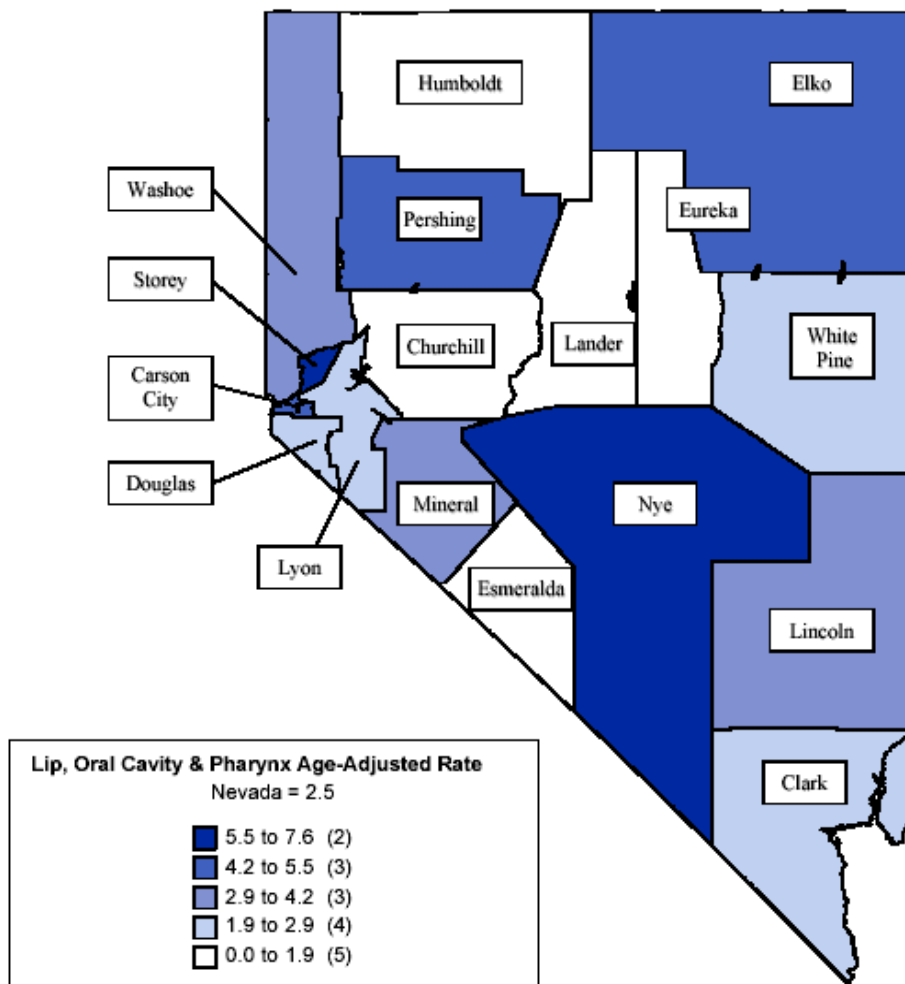 Humboldt
Elko
Washoe
Pershing
Eureka
Storey
Churchill
Lander
White
Pine
Carson
City
Douglas
Mineral
Nye
Lyon
Esmeralda
Lincoln
Clark
Lip, Oral Cavity & Pharynx Age-Adjusted Rate
Nevada = 2.5
5.5 to 7.6 (2)
4.2 to 5.5 (3)
2.9 to 4.2 (3)
1.9 to 2.9 (4)
0.0 to 1.9 (5)